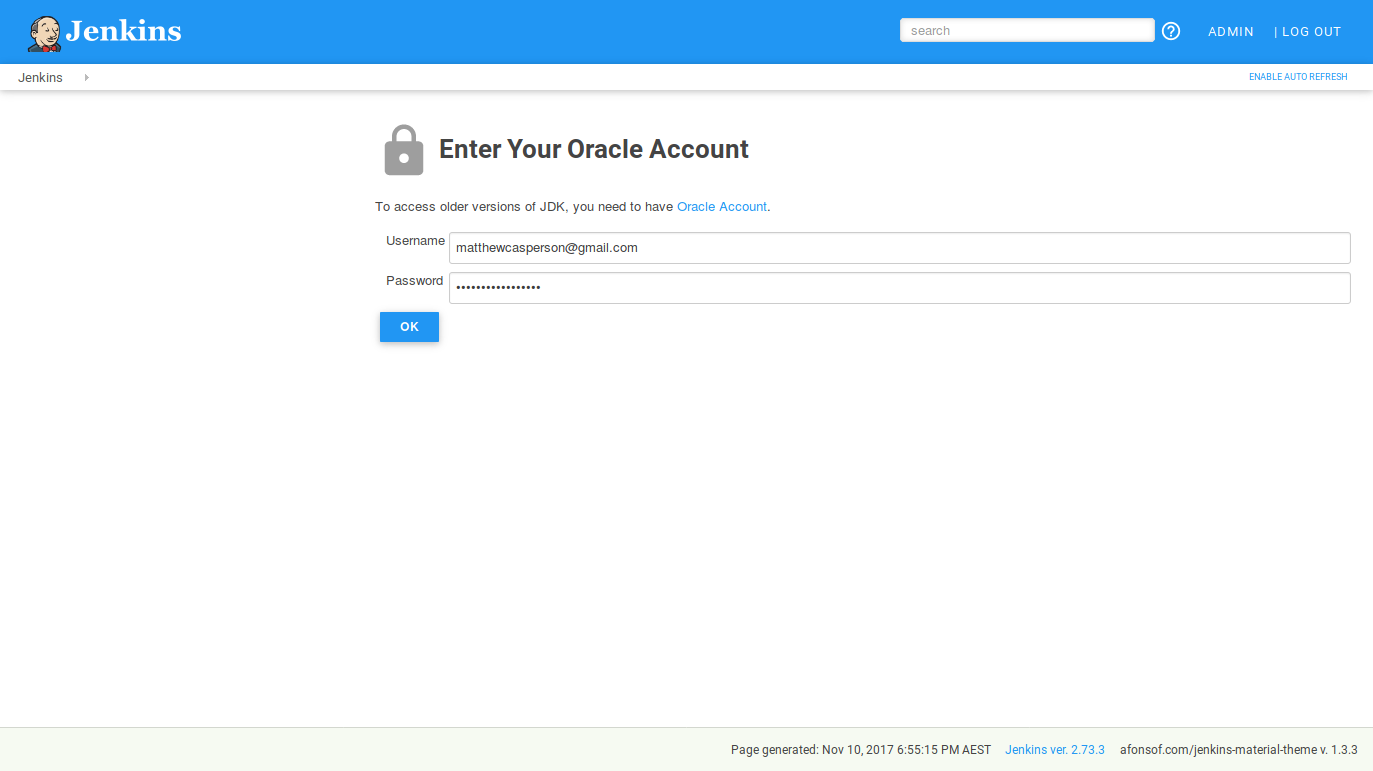 Jenkins
search
ADMIN
| LOG OUT
Jenkins
ENABLE AUTO REFRESH
Enter Your Oracle Account
To access older versions of JDK, you need to have Oracle Account.
Username
matthewcasperson@gmail.com
Password
•••••••••••••••••
OK
Page generated: Nov 10, 2017 6:55:15 PM AEST
Jenkins ver. 2.73.3
afonsof.com/jenkins-material-theme v. 1.3.3